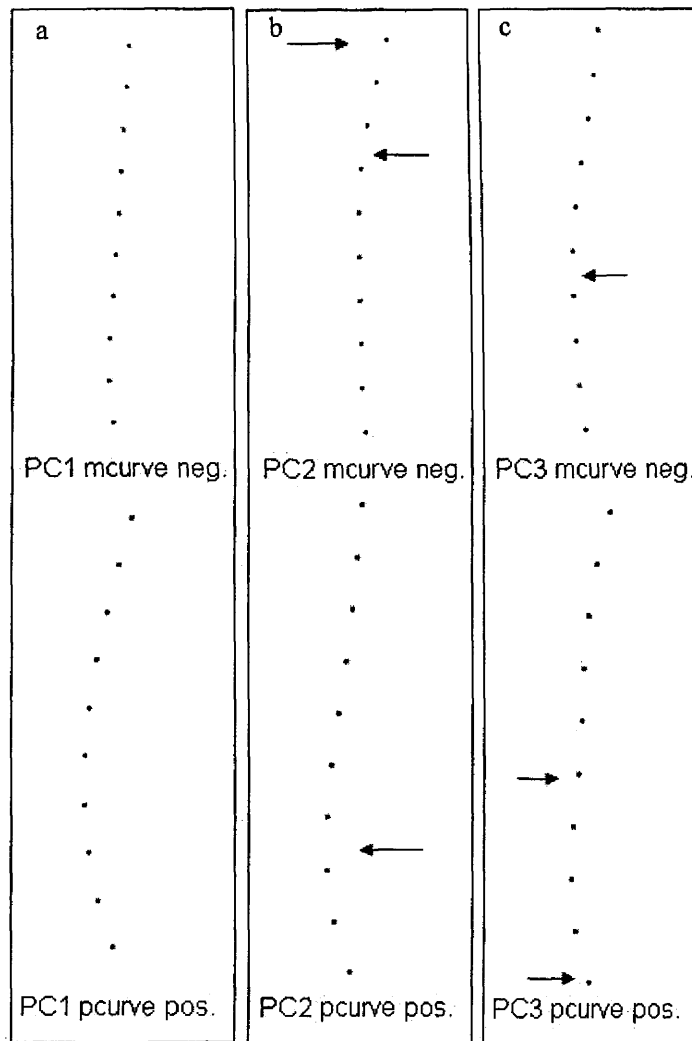 a b c
PC1 mcurve neg. PC2 mcurve neg. PC3 mcurve neg.
PC1 pcurve pos. PC2 pcurve pos. PC3 pcurve pos.